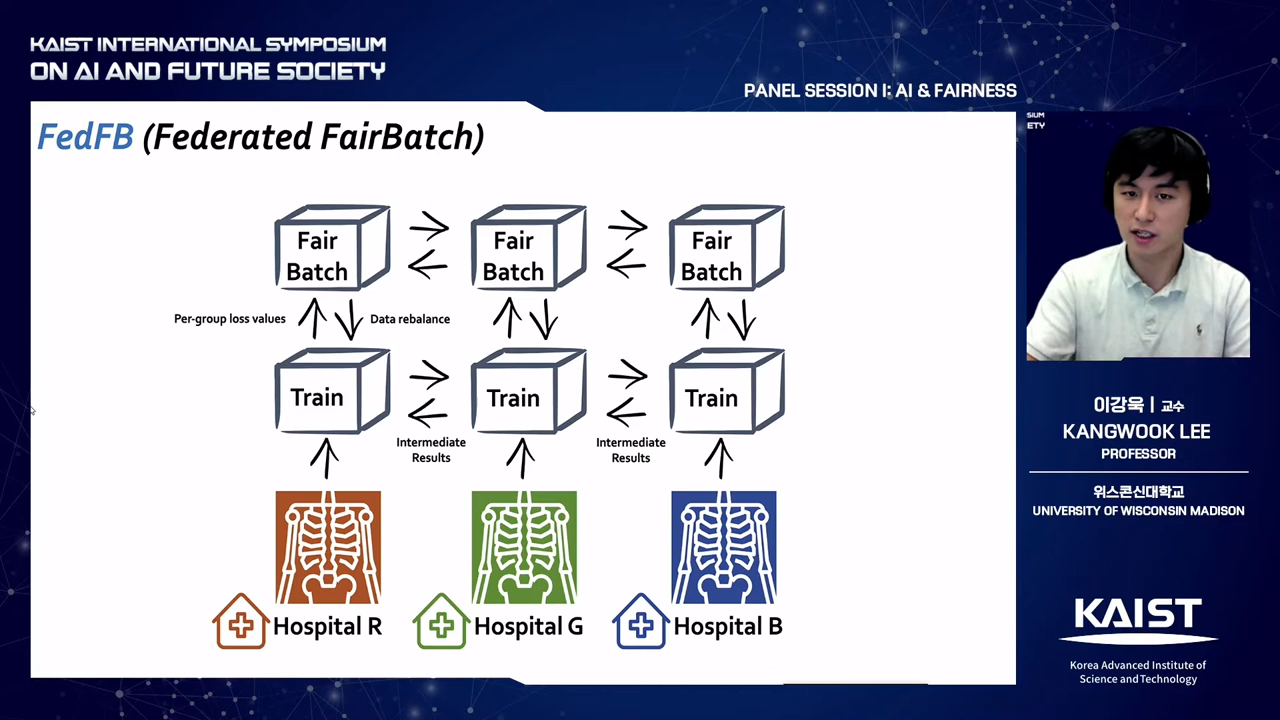 KAIST INTERNATIONAL SYMPOSIUM
ON AI AND FUTURE SOCIETY
PANEL SESSION I: AI & FAIRNESS
FedFB (Federated FairBatch)
SIUM
ETY
Fair
Batch
Fair
Batch
Fair
Batch
Per-group loss values
Data rebalance
Train
Train
Train
Intermediate
Results
Intermediate
Results
Hospital R
Hospital G
Hospital B
이강욱 | 교수
KANGWOOK LEE
PROFESSOR
위스콘신대학교
UNIVERSITY OF WISCONSIN MADISON
KAIST
Korea Advanced Institute of
Science and Technology